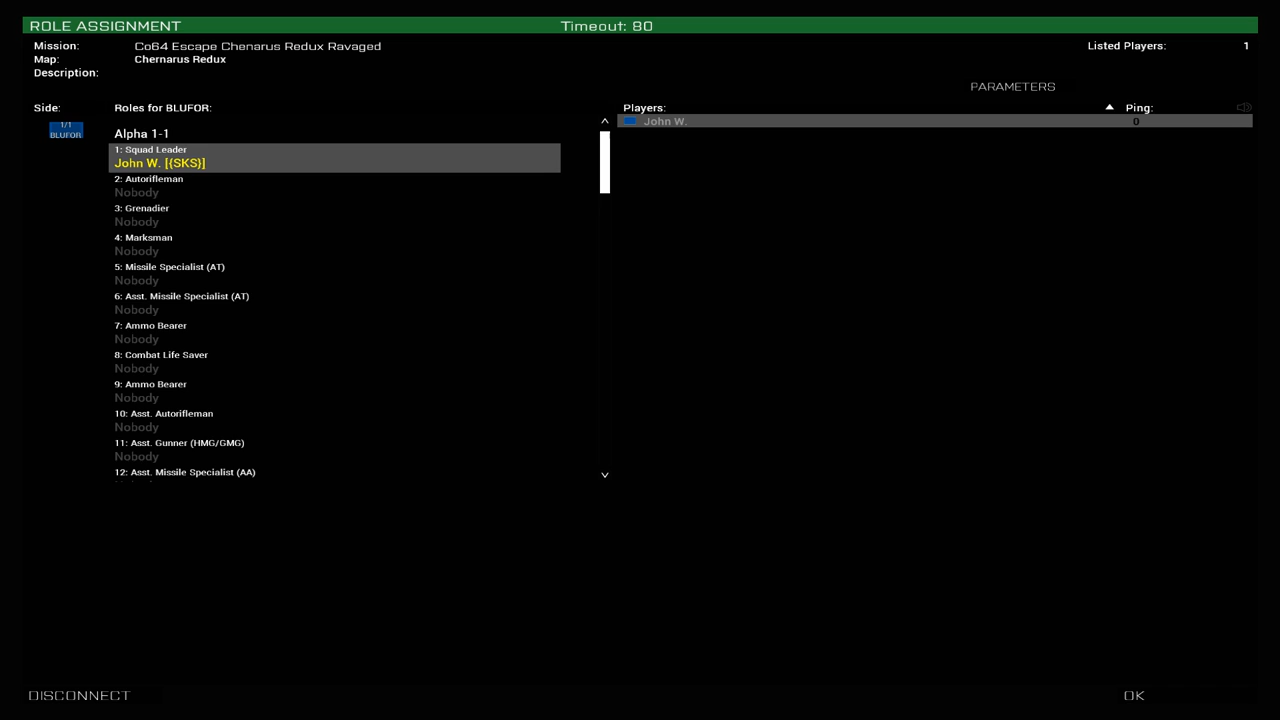 ROLE ASSIGNMENT Timeout: 80
Mission: Co64 Escape Chenarus Redux Ravaged Listed Players: 1
Map: Chernarus Redux
Description:
PARAMETERS
Side: Roles for BLUFOR: Players: Ping:
1/1
BLUFOR
John W. 0
Alpha 1-1
1: Squad Leader
John W. [{SKS}]
2: Autorifleman
Nobody
3: Grenadier
Nobody
4: Marksman
Nobody
5: Missile Specialist (AT)
Nobody
6: Asst. Missile Specialist (AT)
Nobody
7: Ammo Bearer
Nobody
8: Combat Life Saver
Nobody
9: Ammo Bearer
Nobody
10: Asst. Autorifleman
Nobody
11: Asst. Gunner (HMG/GMG)
Nobody
12: Asst. Missile Specialist (AA)
DISCONNECT OK